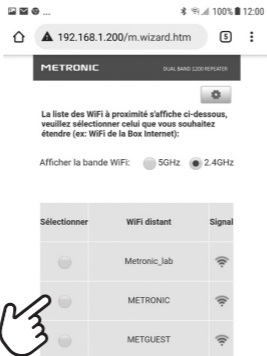 100% 12:00
192.168.1.200/m.wizard.htm 5
METRONIC DUAL BAND 1200 REPEATER
La liste des WiFi à proximité s'affiche ci-dessous,
veuillez sélectionner celui que vous souhaitez
étendre (ex: WiFi de la Box Internet):
Afficher la bande WiFi: 5GHz 2.4GHz
Sélectionner WiFi distant Signal
Metronic_lab
METRONIC
METGUEST